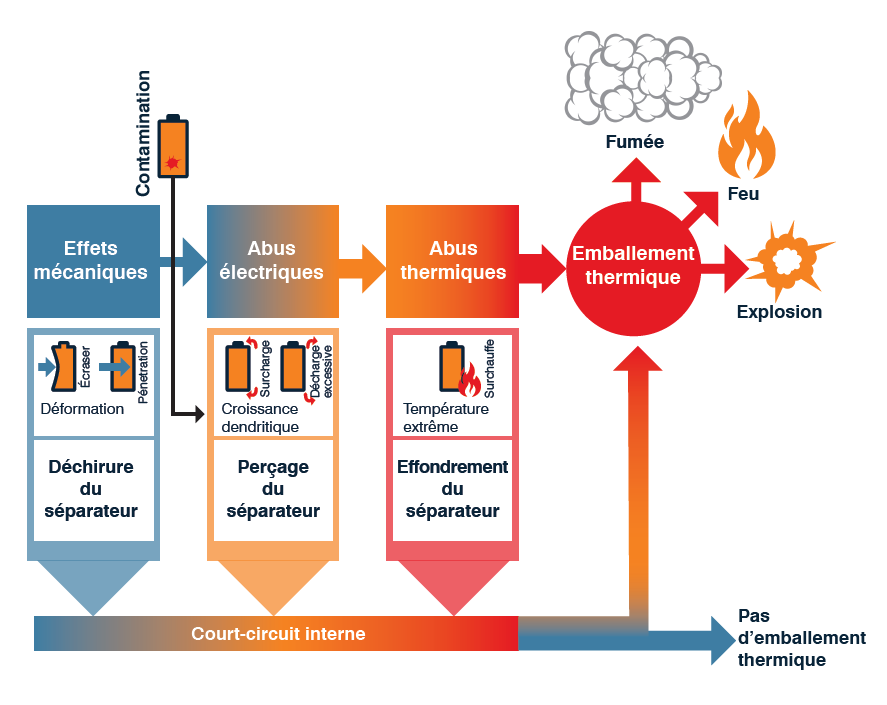 Contamination
Fumée
Feu
Explosion
Effets
mécaniques
Abus
électriques
Abus
thermiques
Emballement
thermique
Écraser
Pénetration
Déformation
Surcharge
Décharge
excessive
Croissance
dendritique
Surchauffe
Température
extrême
Déchirure
du
séparateur
Perçage
du
séparateur
Effondrement
du
séparateur
Court-circuit interne
Pas
d'emballement
thermique